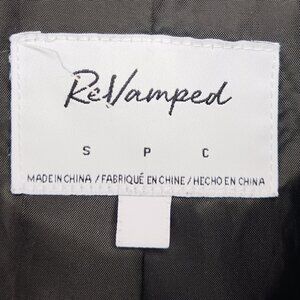 ReVamped
S P C
MADE IN CHINA / FABRIQUÉ EN CHINE / HECHO EN CHINA